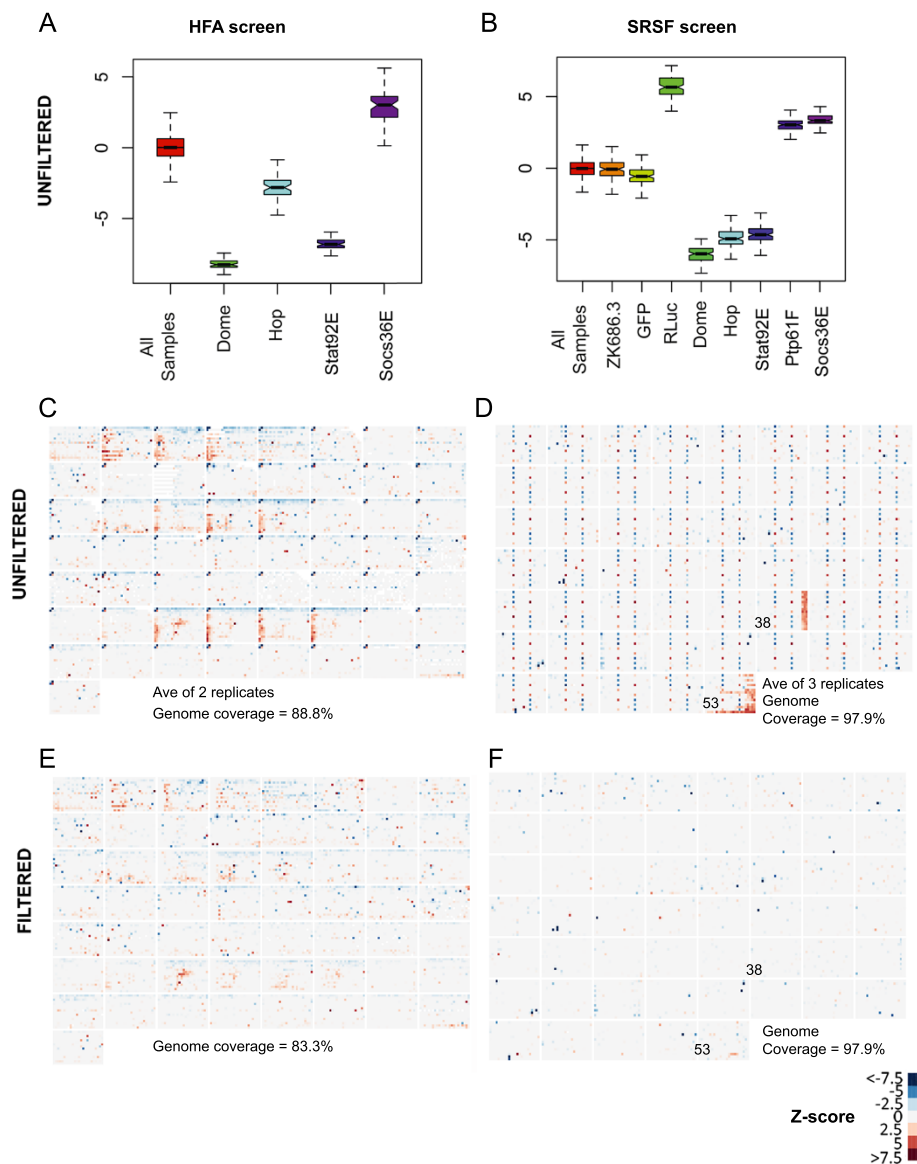 A
HFA screen
B
SRSF screen
UNFILTERED
5
0
-5
All
Samples
Dome
Hop
Stat92E
Socs36E
5
0
-5
All
Samples
ZK686.3
GFP
RLuc
Dome
Hop
Stat92E
Ptp61F
Socs36E
C
D
UNFILTERED
Ave of 2 replicates
Genome coverage = 88.8%
38
53
Ave of 3 replicates
Genome
Coverage = 97.9%
E
F
FILTERED
Genome coverage = 83.3%
38
53
Genome
Coverage = 97.9%
Z-score
<-7.5
-5
-2.5
0
2.5
5
>7.5